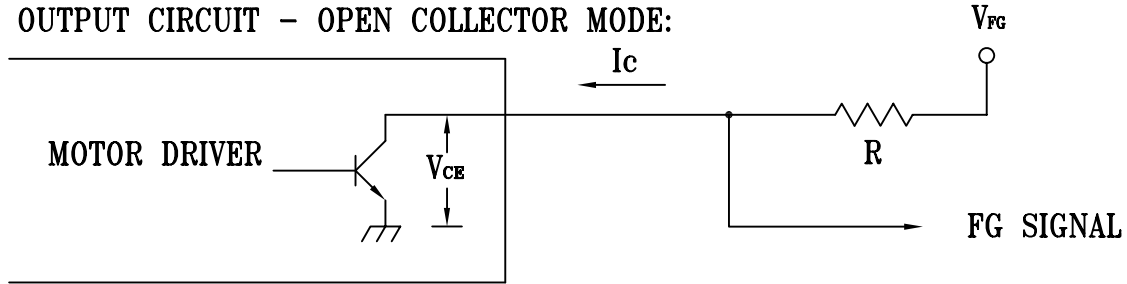 OUTPUT CIRCUIT - OPEN COLLECTOR MODE:
VFG
Ic
MOTOR DRIVER
VCE
R
FG SIGNAL